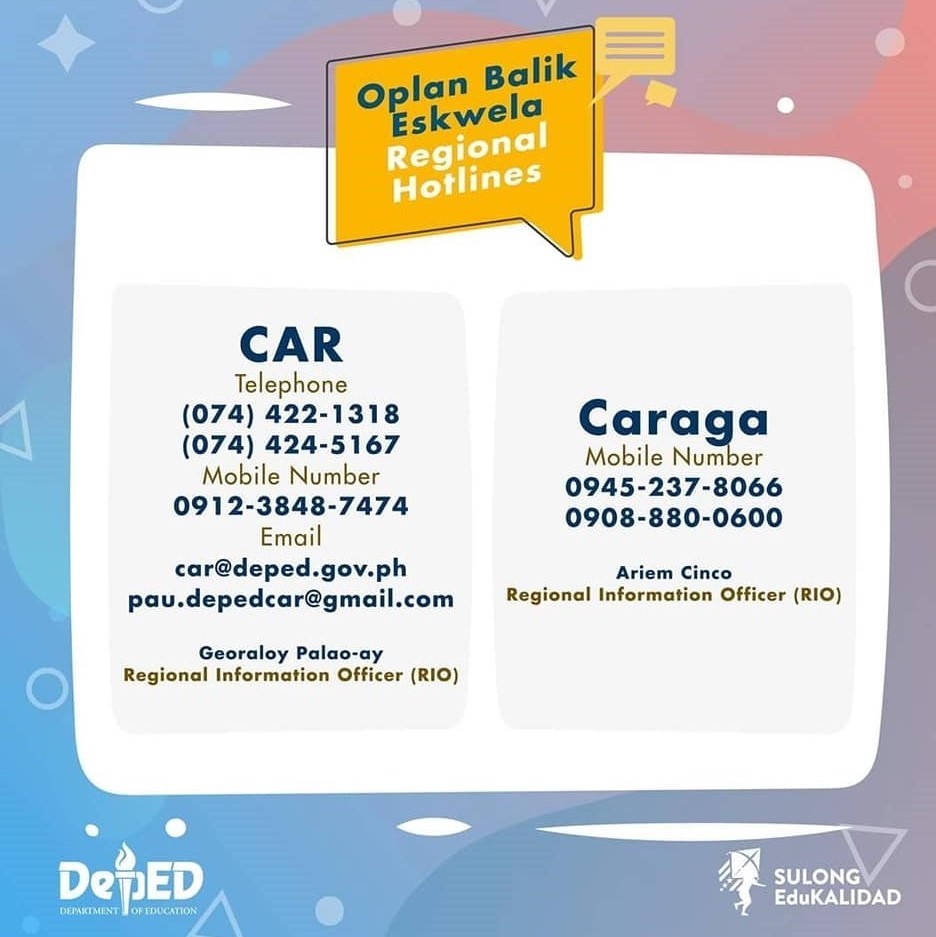 Oplan Balik
Eskwela
Regional
Hotlines
CAR
Telephone
(074) 422-1318
(074) 424-5167
Mobile Number
0912-3848-7474
Email
car@deped.gov.ph
pau.depedcar@gmail.com
Georaloy Palao-ay
Regional Information Officer (RIO)
Caraga
Mobile Number
0945-237-8066
0908-880-0600
Ariem Cinco
Regional Information Officer (RIO)
DepED
DEPARTMENT OF EDUCATION
SULONG
EduKALIDAD